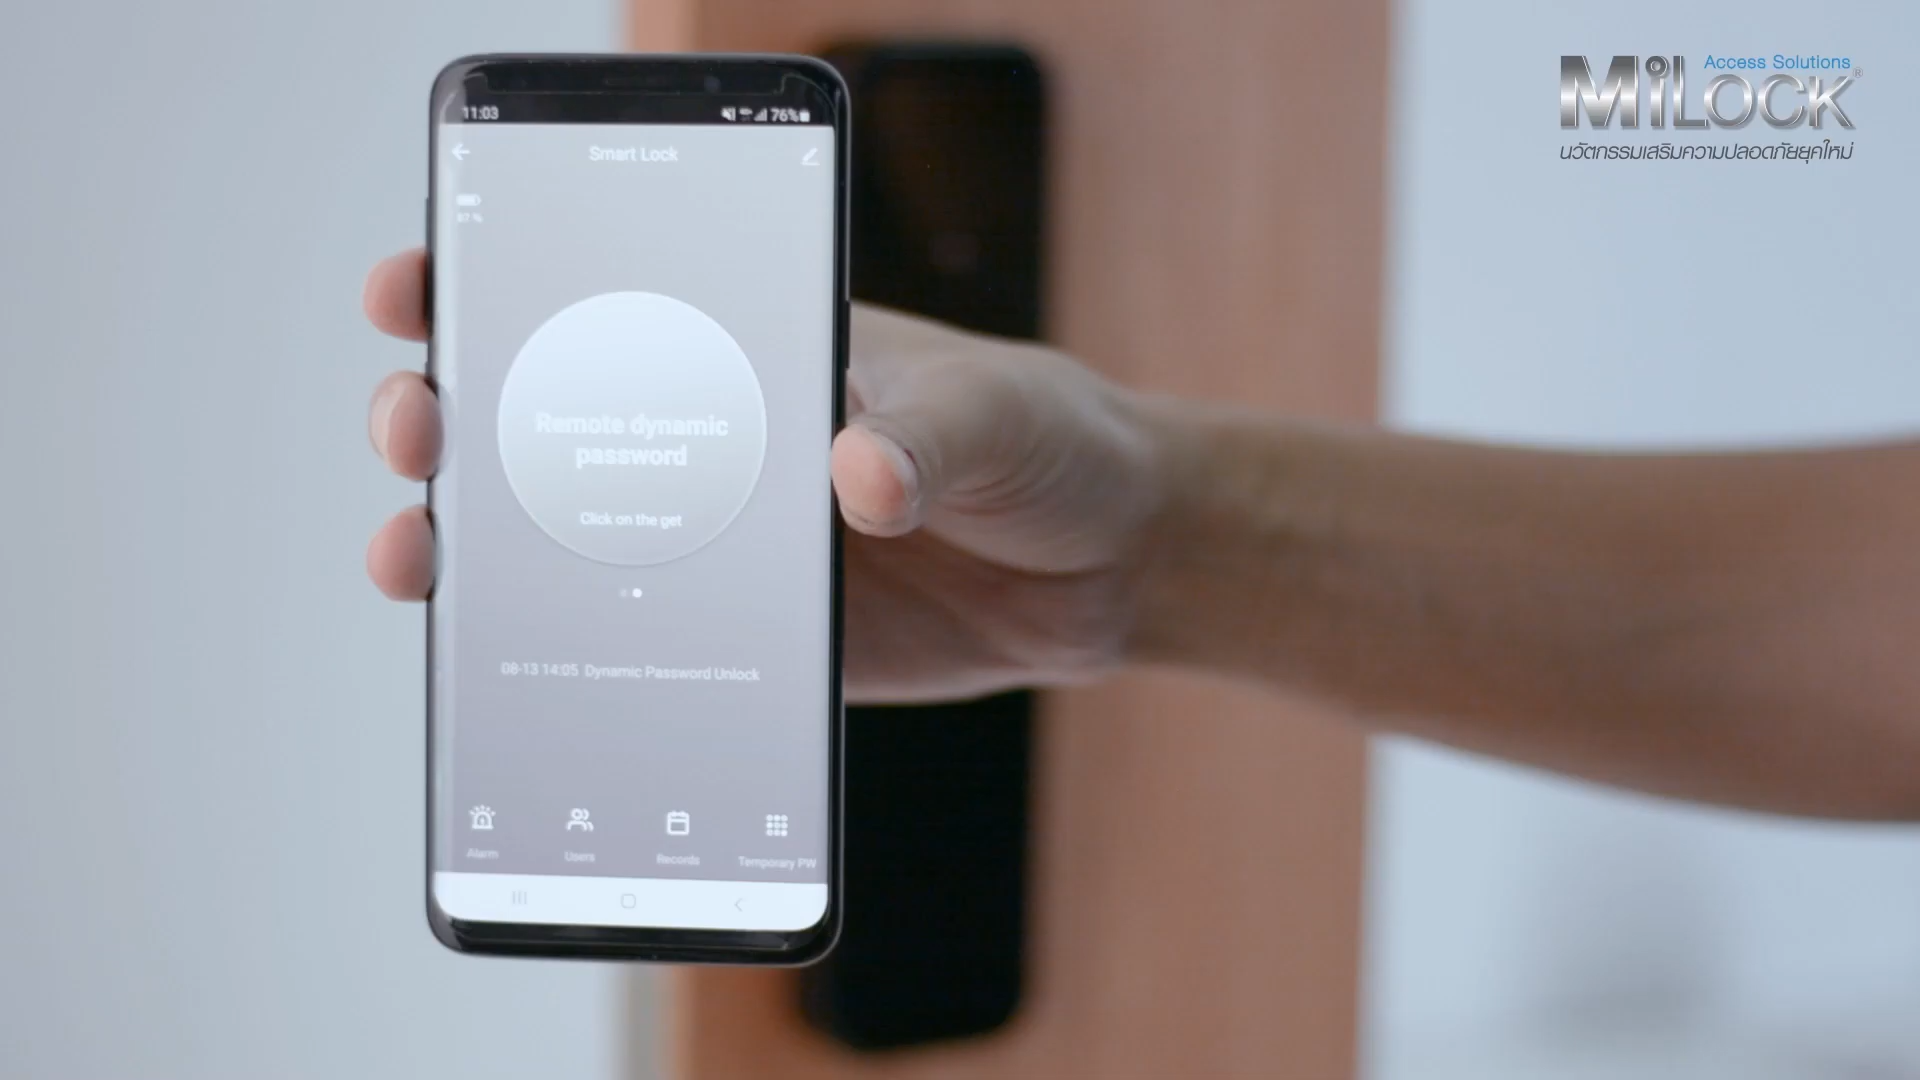 Access Solutions
MiLOCK®
นวัตกรรมเสริมความปลอดภัยยุคใหม่
11:03
76%
Smart Lock
87 %
Remote dynamic
password
Click on the get
08-13 14:05 Dynamic Password Unlock
Alarm
Users
Records
Temporary PW